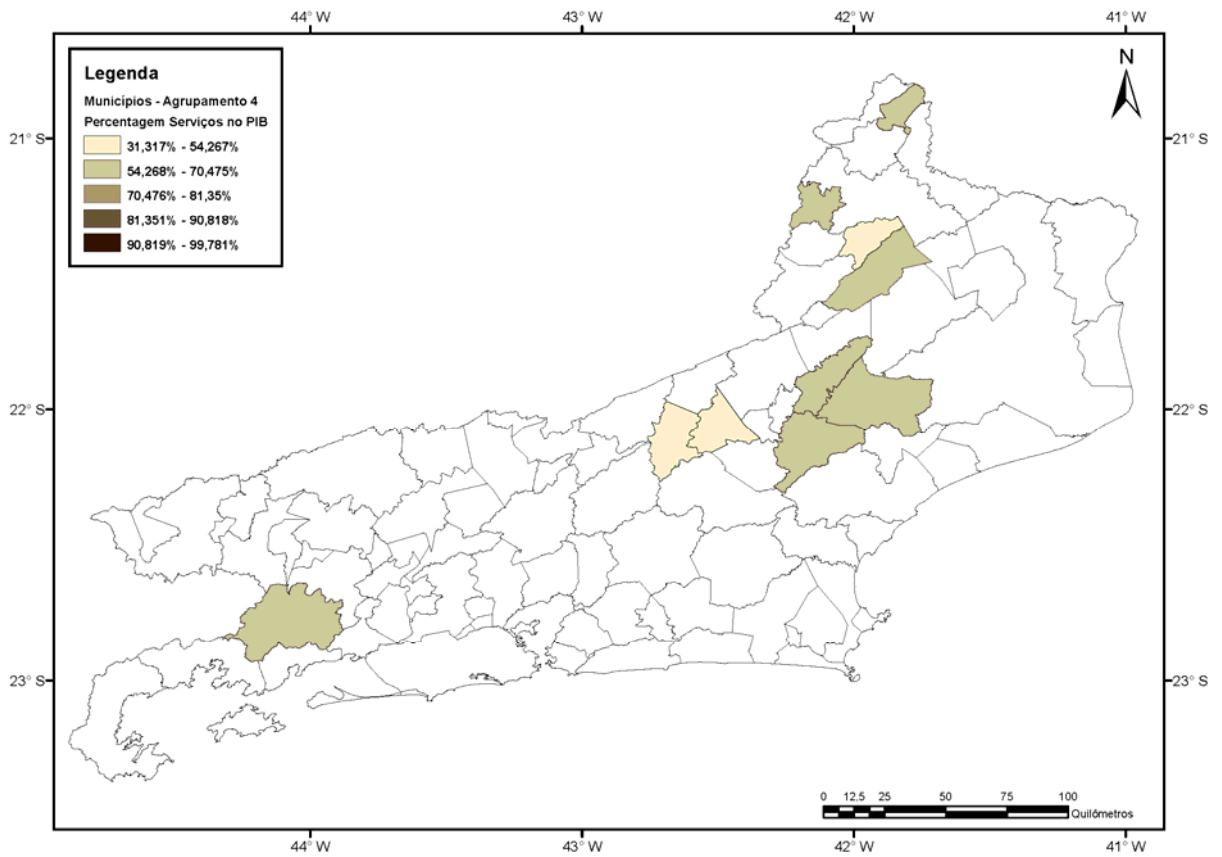 44° W 43° W 42° W 41° W
Legenda
Municípios - Agrupamento 4
Percentagem Serviços no PIB
31,317% - 54,267%
54,268% - 70,475%
70,476% - 81,35%
81,351% - 90,818%
90,819% - 99,781%
N
21° S 21° S
22° S 22° S
23° S 23° S
0 12,5 25 50 75 100
Quilômetros
44° W 43° W 42° W 41° W